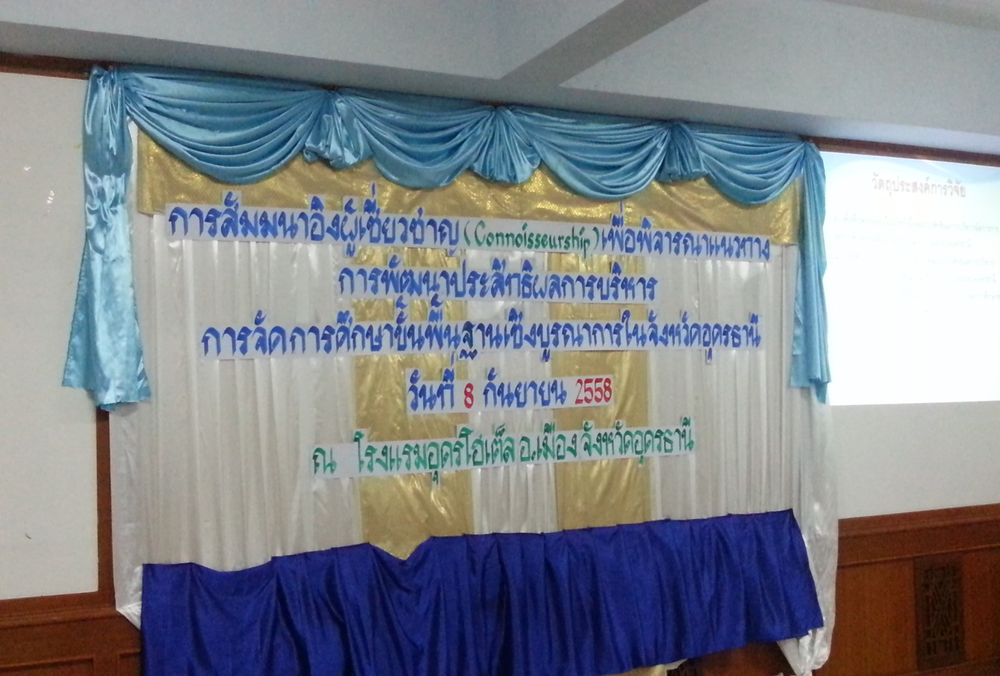 การสัมมนาอิงผู้เชี่ยวชาญ (Connoisseurship) เพื่อพิจารณาแนวทาง
การพัฒนาประสิทธิผลการบริหาร
การจัดการศึกษาขั้นพื้นฐานเชิงบูรณาการในจังหวัดอุดรธานี
วันที่ 8 กันยายน 2558
ณ โรงแรมอุดรโฮเต็ล อ.เมือง จังหวัดอุดรธานี
วัตถุประสงค์การวิจัย